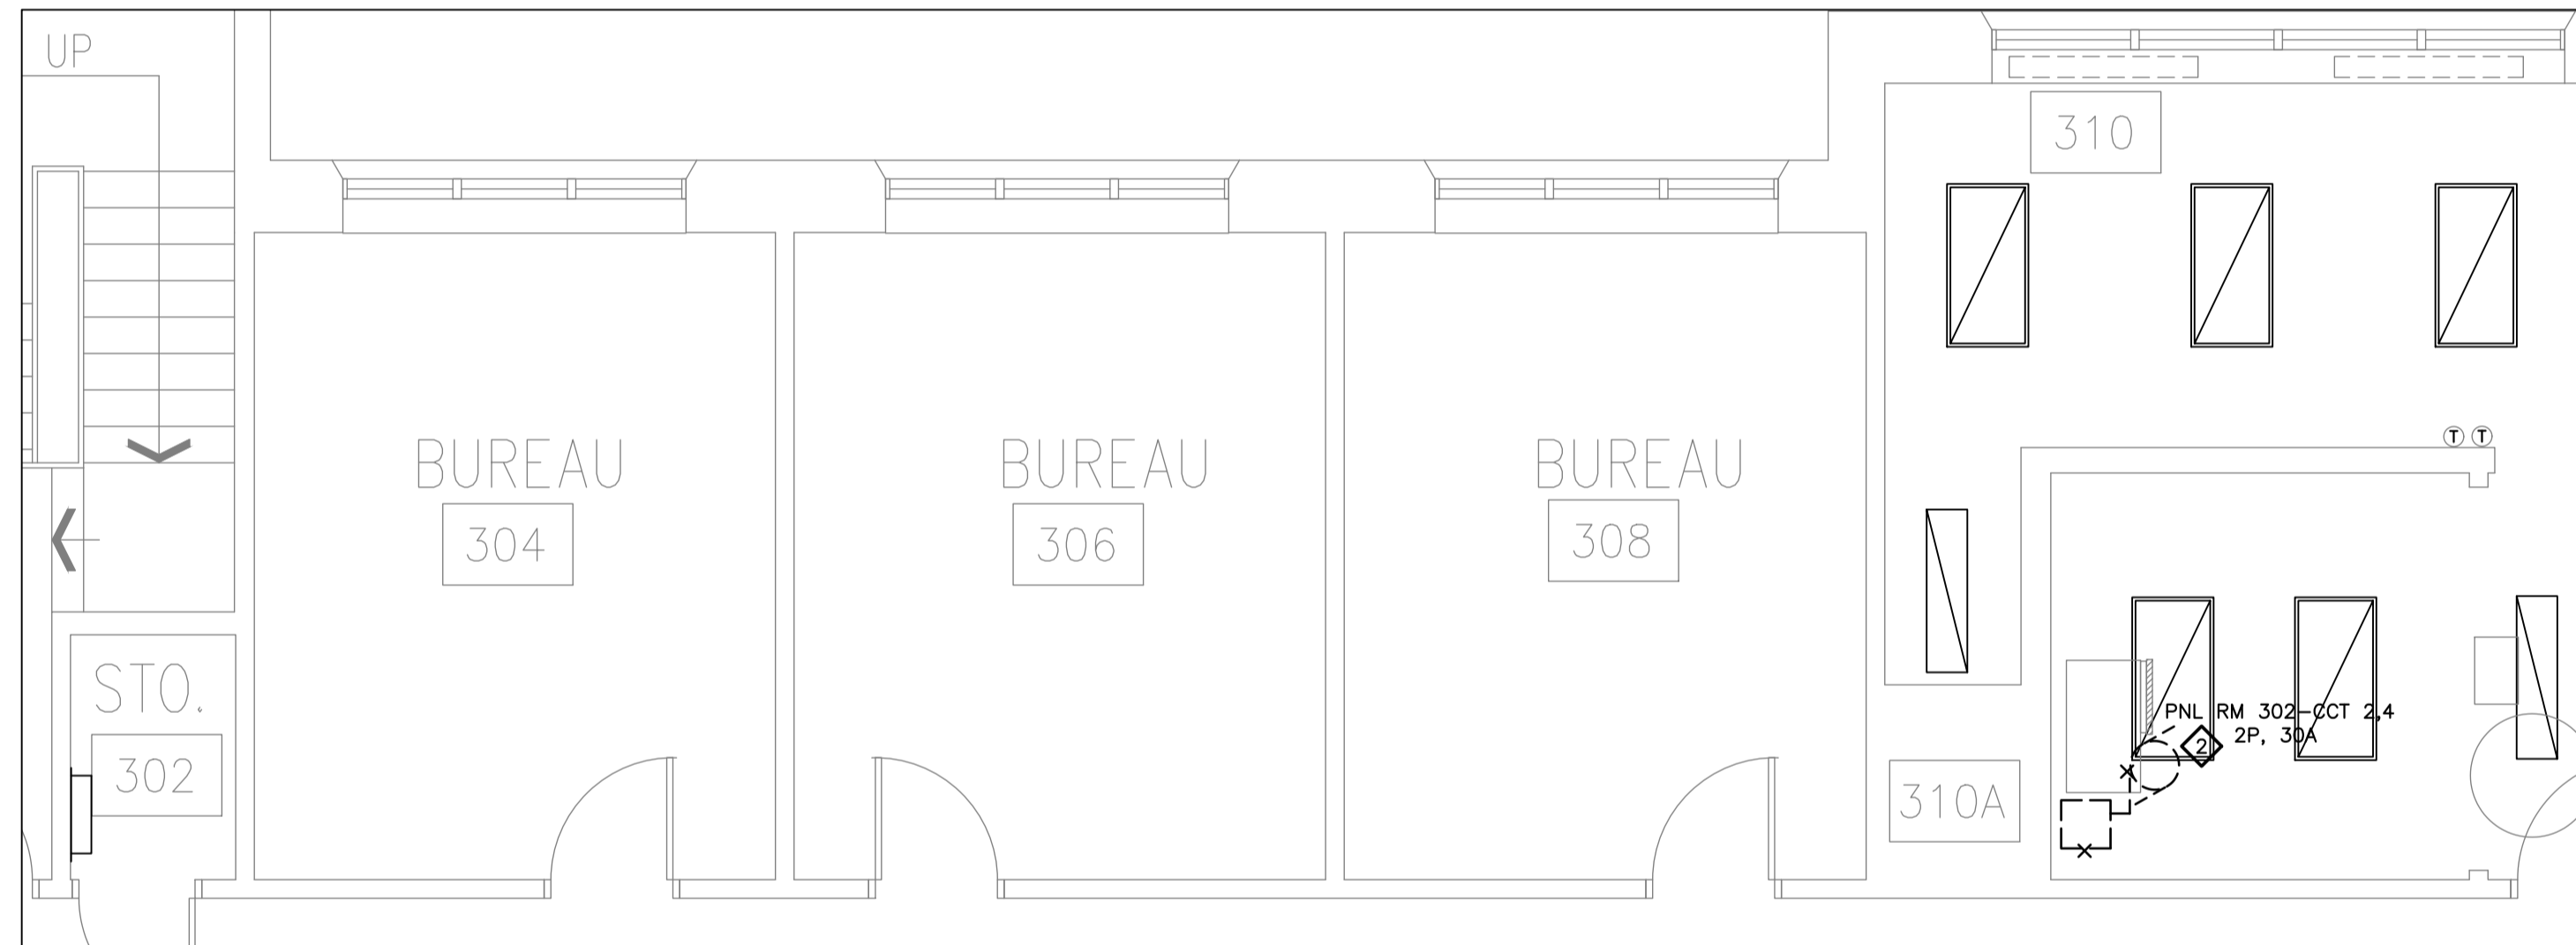 UP
310
BUREAU
304
BUREAU
306
BUREAU
308
T T
STO.
302
310A
PNL RM 302-CCT 2,4
2P, 30A
2